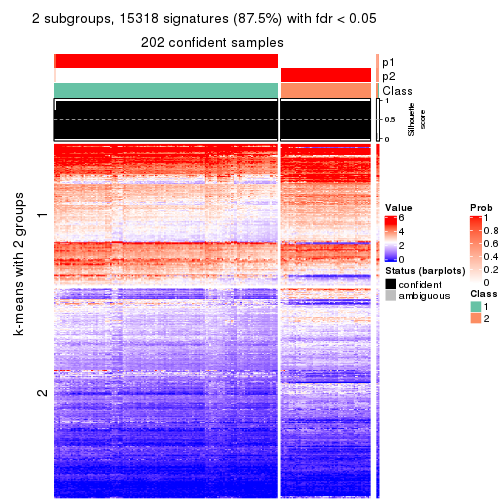 2 subgroups, 15318 signatures (87.5%) with fdr < 0.05
202 confident samples
p1
p2
Class
1
0.5
0
Silhouette
score
k-means with 2 groups
1
2
Value
6
4
2
0
Status (barplots)
confident
ambiguous
Prob
1
0.8
0.6
0.4
0.2
0
Class
1
2